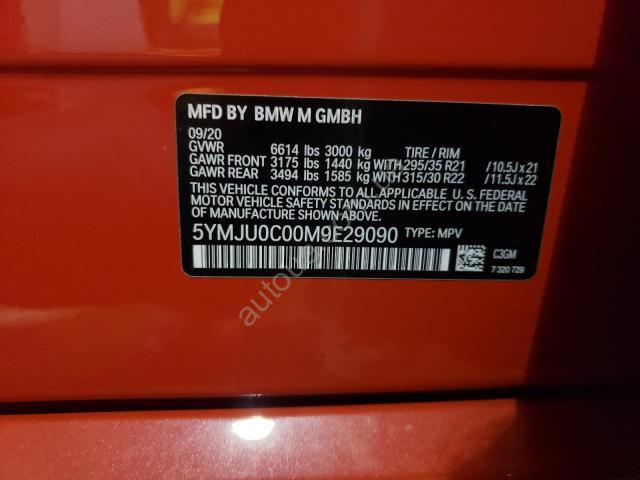 MFD BY BMW M GMBH
09/20
GVWR 6614 lbs 3000 kg TIRE / RIM
GAWR FRONT 3175 lbs 1440 kg WITH 295/35 R21 / 10.5J x 21
GAWR REAR 3494 lbs 1585 kg WITH 315/30 R22 / 11.5J x 22
THIS VEHICLE CONFORMS TO ALL APPLICABLE U.S. FEDERAL
MOTOR VEHICLE SAFETY STANDARDS IN EFFECT ON THE DATE
OF MANUFACTURE SHOWN ABOVE.
5YMJU0C00M9E29090 TYPE: MPV
C3GM
7 320 729